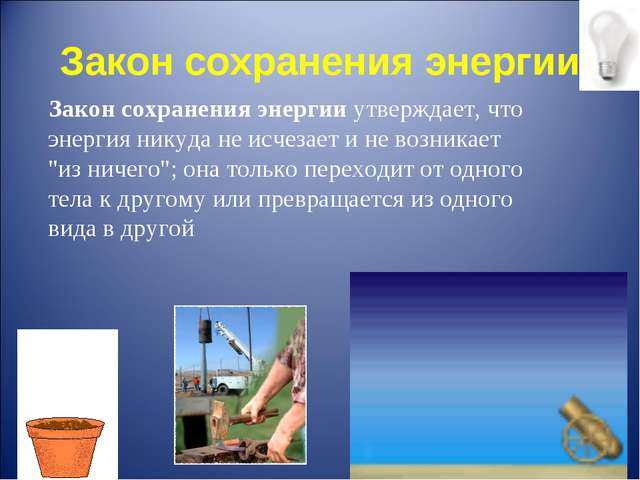 Закон сохранения энергии
Закон сохранения энергии утверждает, что
энергия никуда не исчезает и не возникает
"из ничего"; она только переходит от одного
тела к другому или превращается из одного
вида в другой